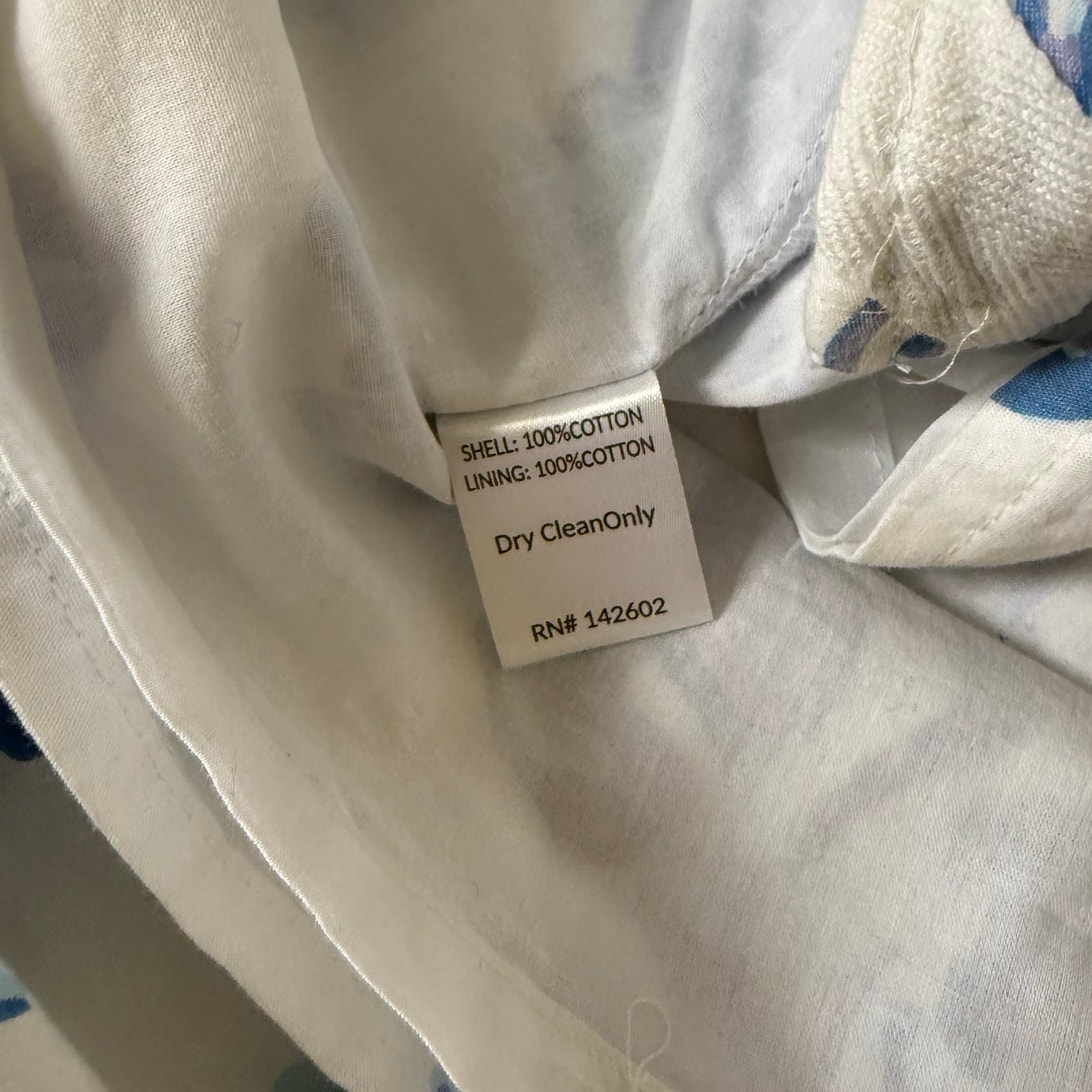 SHELL: 100%COTTON
LINING: 100%COTTON
Dry CleanOnly
RN# 142602